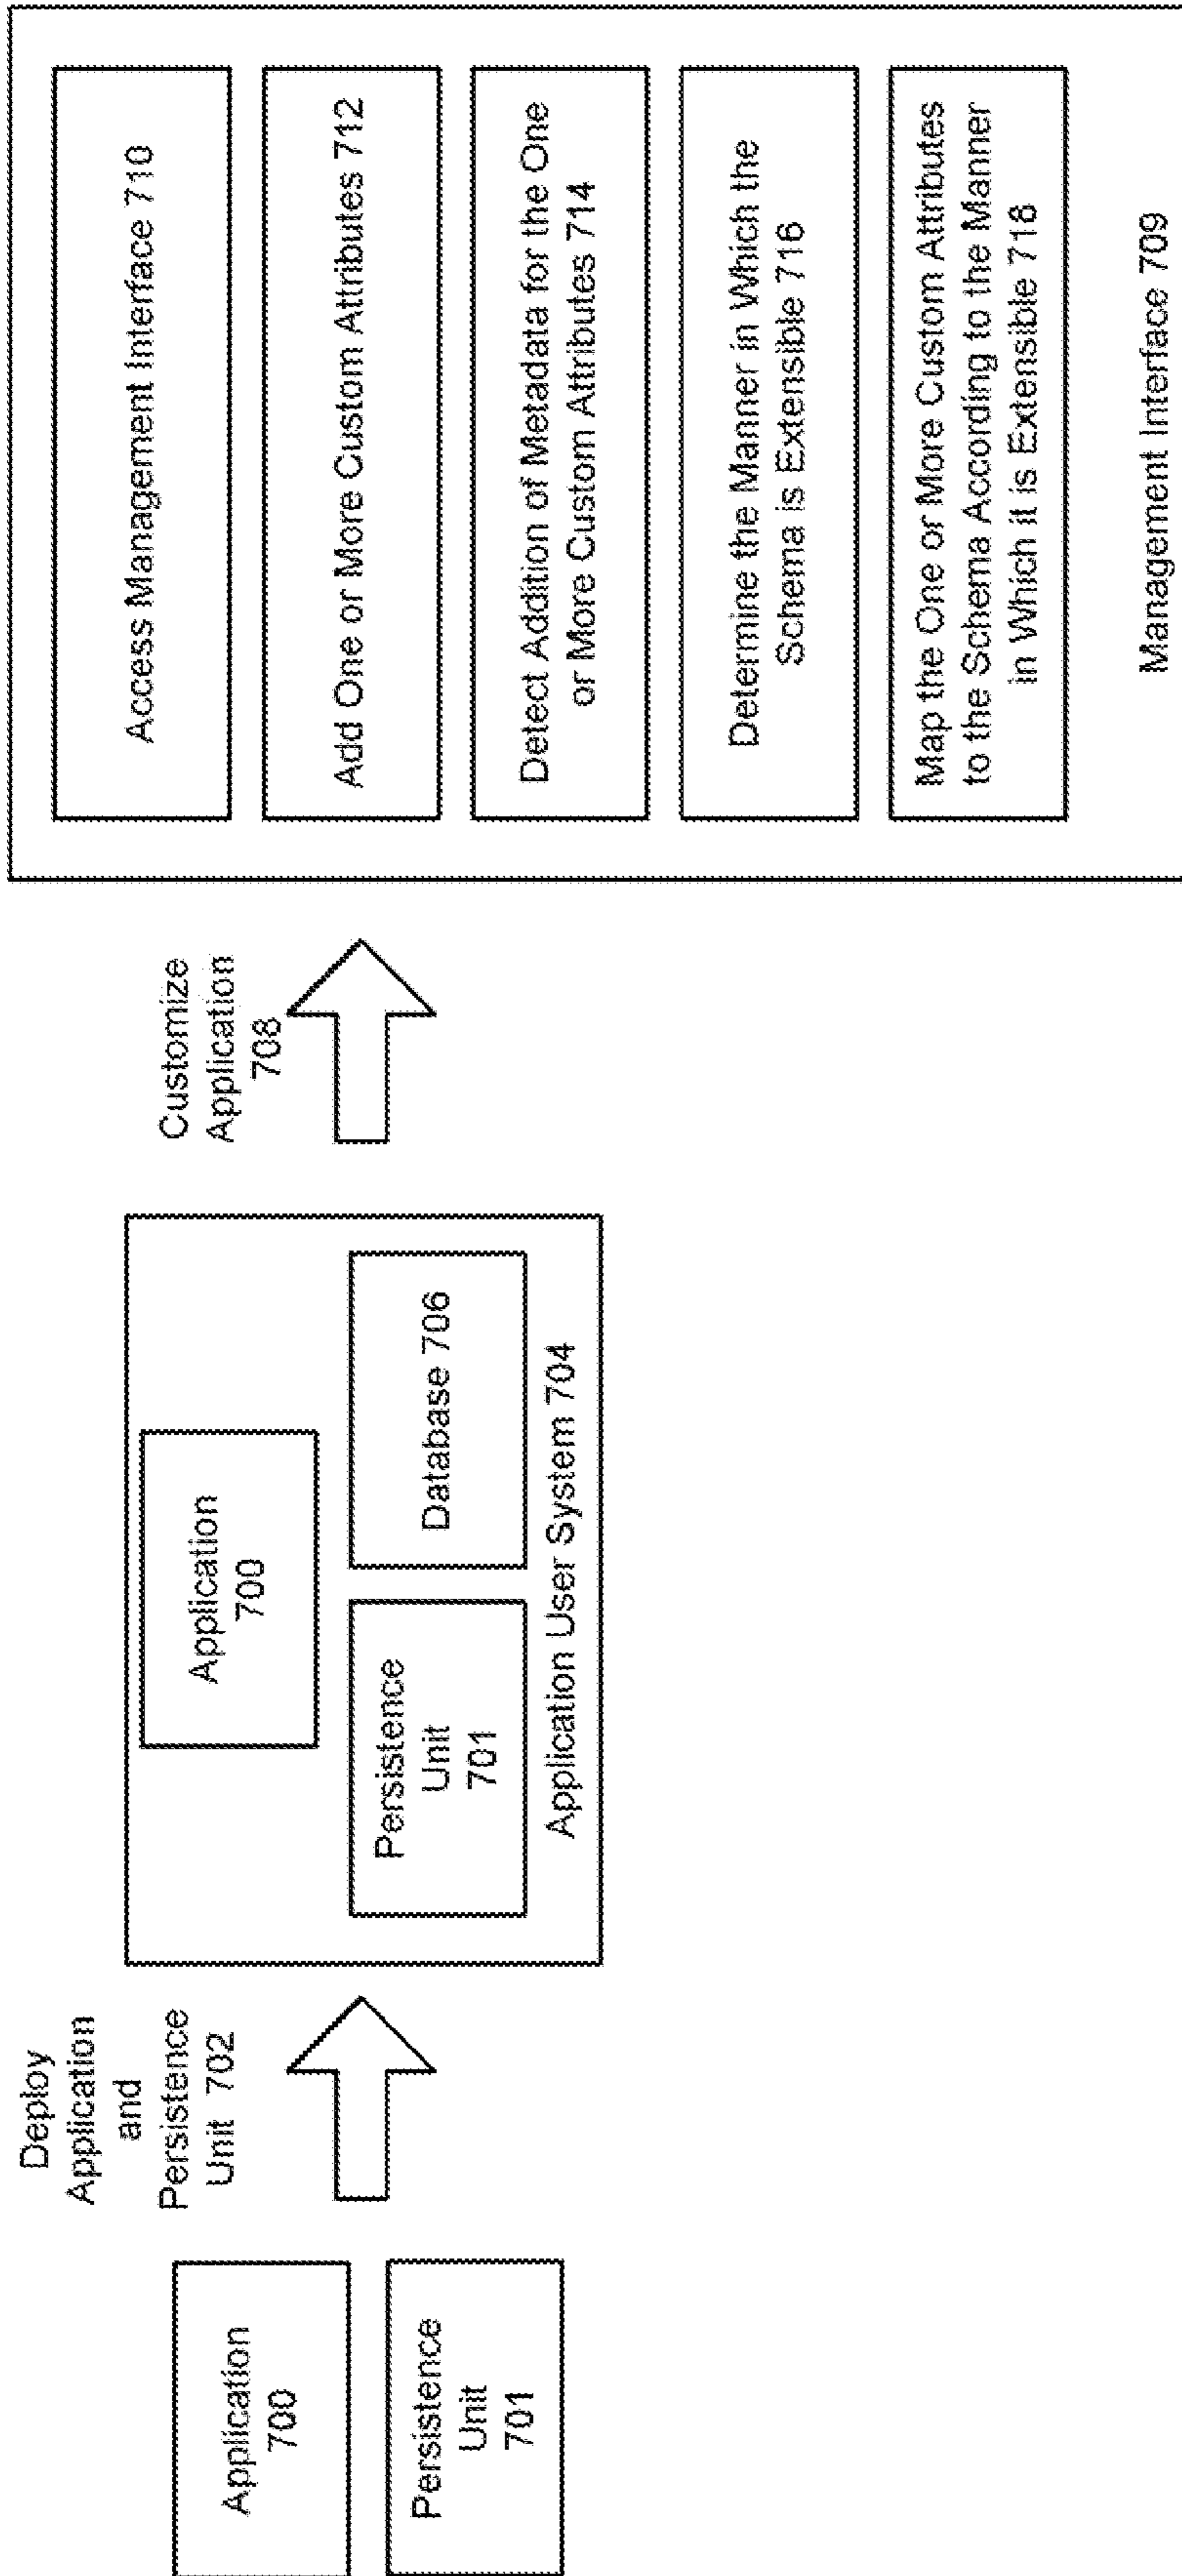 Application
700
Persistence
Unit
701
Deploy
Application
and
Persistence
Unit 702
Application
700
Persistence
Unit
701
Database 706
Application User System 704
Customize
Application
708
Access Management Interface 710
Add One or More Custom Attributes 712
Detect Addition of Metadata for the One
or More Custom Attributes 714
Determine the Manner in Which the
Schema is Extensible 716
Map the One or More Custom Attributes
to the Schema According to the Manner
in Which it is Extensible 718
Management Interface 709